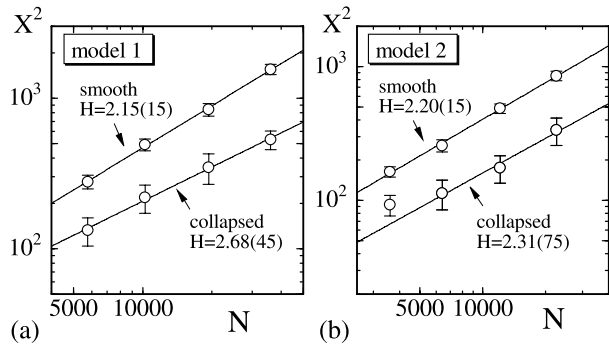 X²
model 1
10³
smooth
H=2.15(15)
collapsed
H=2.68(45)
10²
5000 10000
(a) N
X²
model 2
10³
smooth
H=2.20(15)
collapsed
H=2.31(75)
10²
5000 10000
(b) N